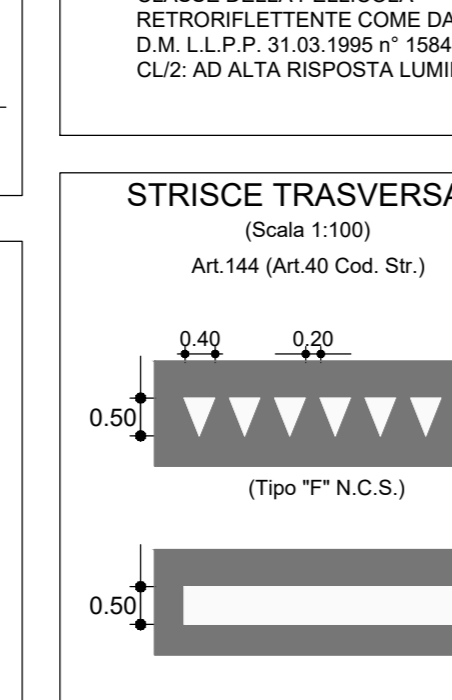 RETRORIFLETTENTE COME DA
D.M. L.L.P.P. 31.03.1995 n° 1584
CL/2: AD ALTA RISPOSTA
STRISCE
(Scala 1:100)
Art.144 (Art.40 Cod. Str.)
0.40 0.20
0.50
(Tipo "F" N.C.S.)
0.50